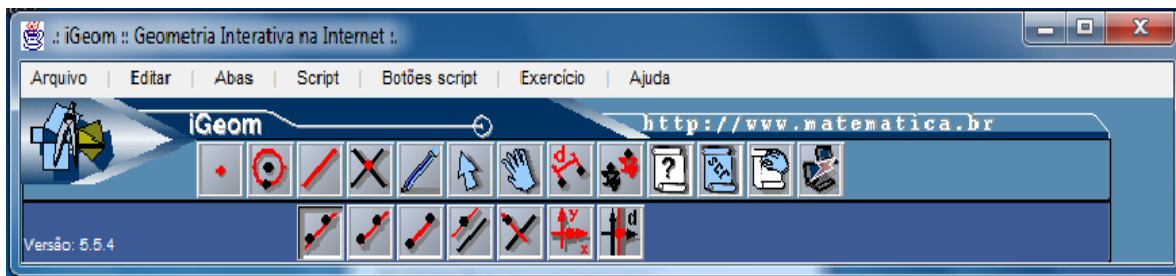 .: iGeom :: Geometria Interativa na Internet :.
Arquivo | Editar | Abas | Script | Botões script | Exercício | Ajuda
iGeom http://www.matematica.br
d ?
y x d
Versão: 5.5.4